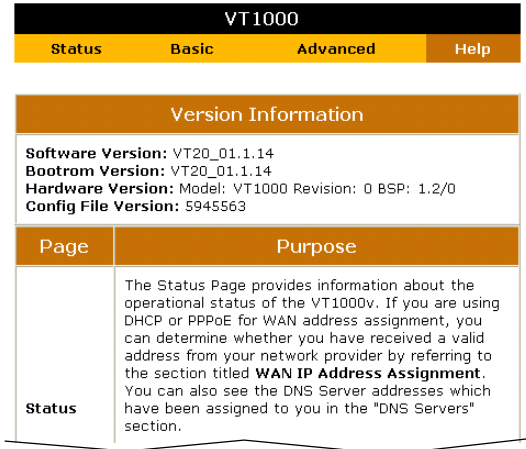 VT1000
Status Basic Advanced Help
Version Information
Software Version: VT20_01.1.14
Bootrom Version: VT20_01.1.14
Hardware Version: Model: VT1000 Revision: 0 BSP: 1.2/0
Config File Version: 5945563
Page Purpose
Status
The Status Page provides information about the
operational status of the VT1000v. If you are using
DHCP or PPPoE for WAN address assignment, you
can determine whether you have received a valid
address from your network provider by referring to
the section titled WAN IP Address Assignment.
You can also see the DNS Server addresses which
have been assigned to you in the "DNS Servers"
section.